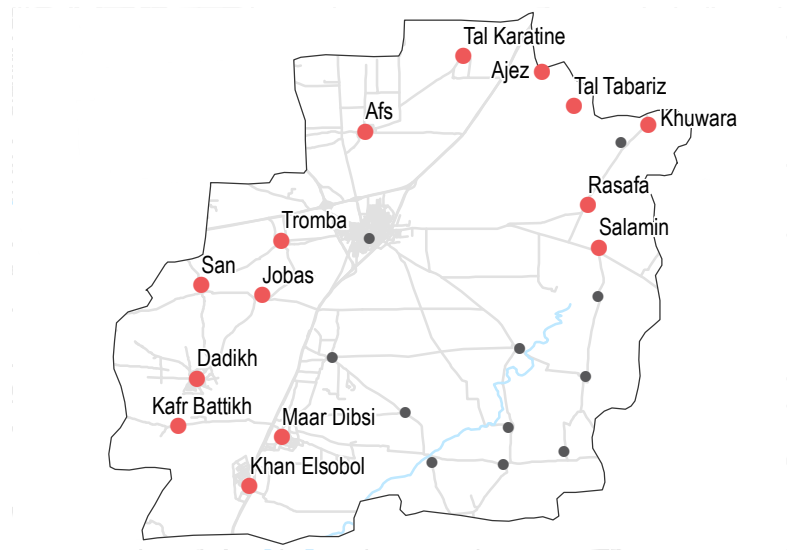 Tal Karatine
Ajez
Tal Tabariz
Afs
Khuwara
Rasafa
Tromba
Salamin
San
Jobas
Dadikh
Kafr Battikh
Maar Dibsi
Khan Elsobol